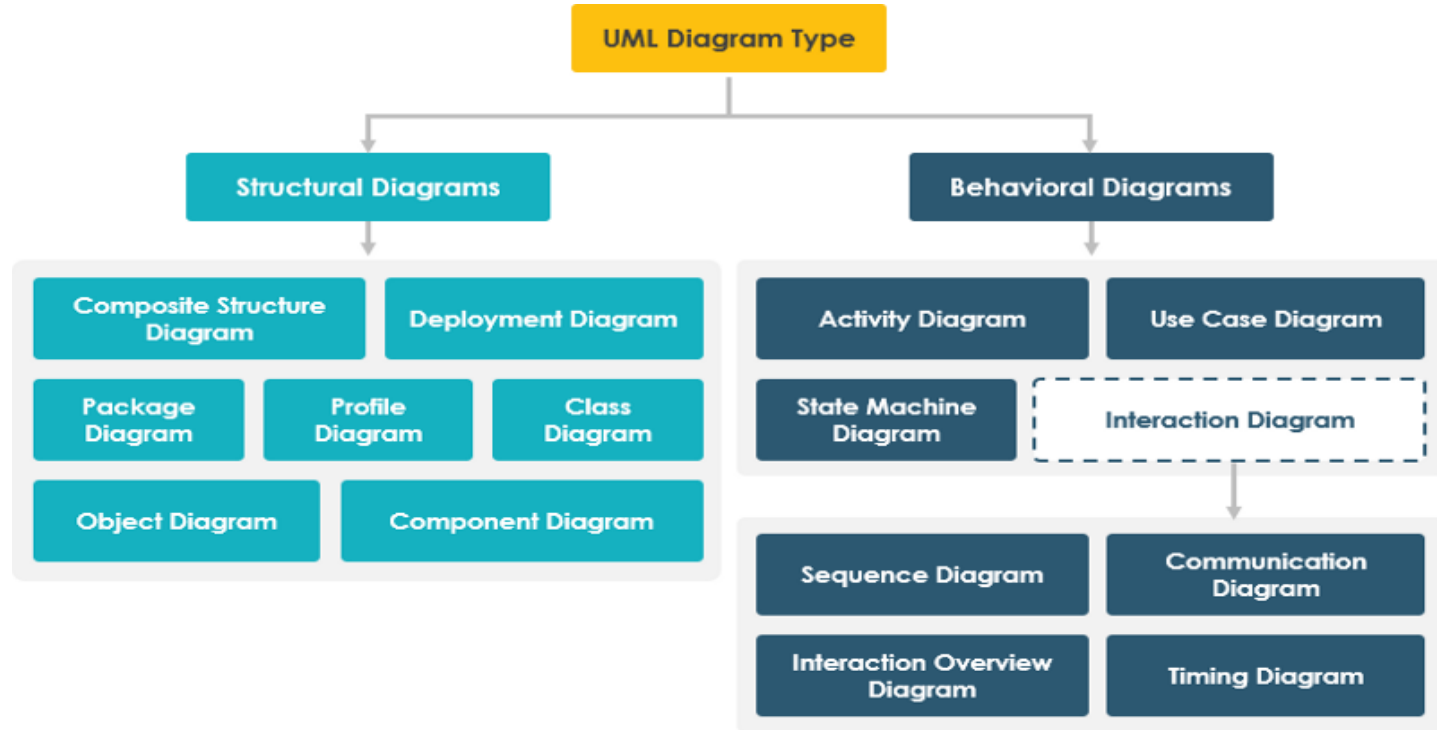 UML Diagram Type
Structural Diagrams
Behavioral Diagrams
Composite Structure
Diagram
Deployment Diagram
Package
Diagram
Profile
Diagram
Class
Diagram
Object Diagram
Component Diagram
Activity Diagram
Use Case Diagram
State Machine
Diagram
Interaction Diagram
Sequence Diagram
Communication
Diagram
Interaction Overview
Diagram
Timing Diagram